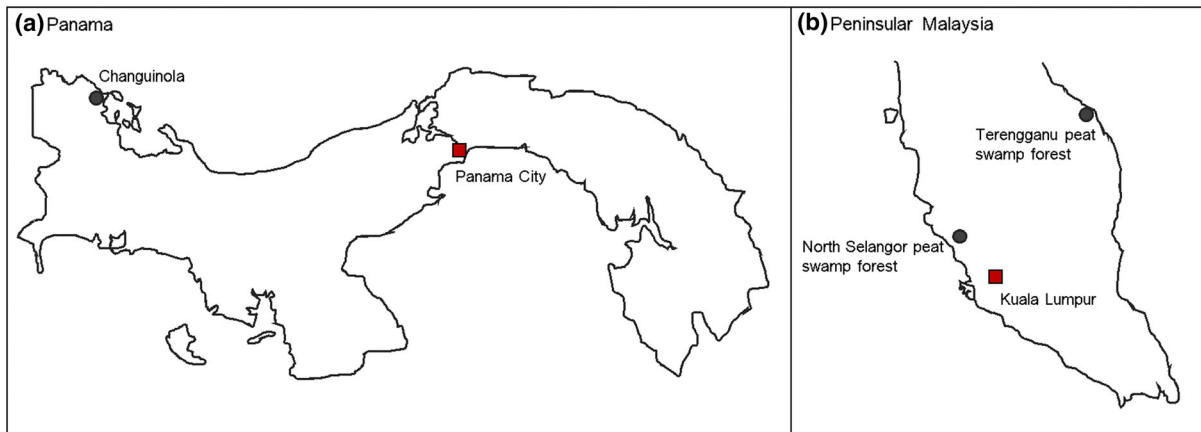 (a) Panama
Changuinola
Panama City
(b) Peninsular Malaysia
Terengganu peat
swamp forest
North Selangor peat
swamp forest
Kuala Lumpur